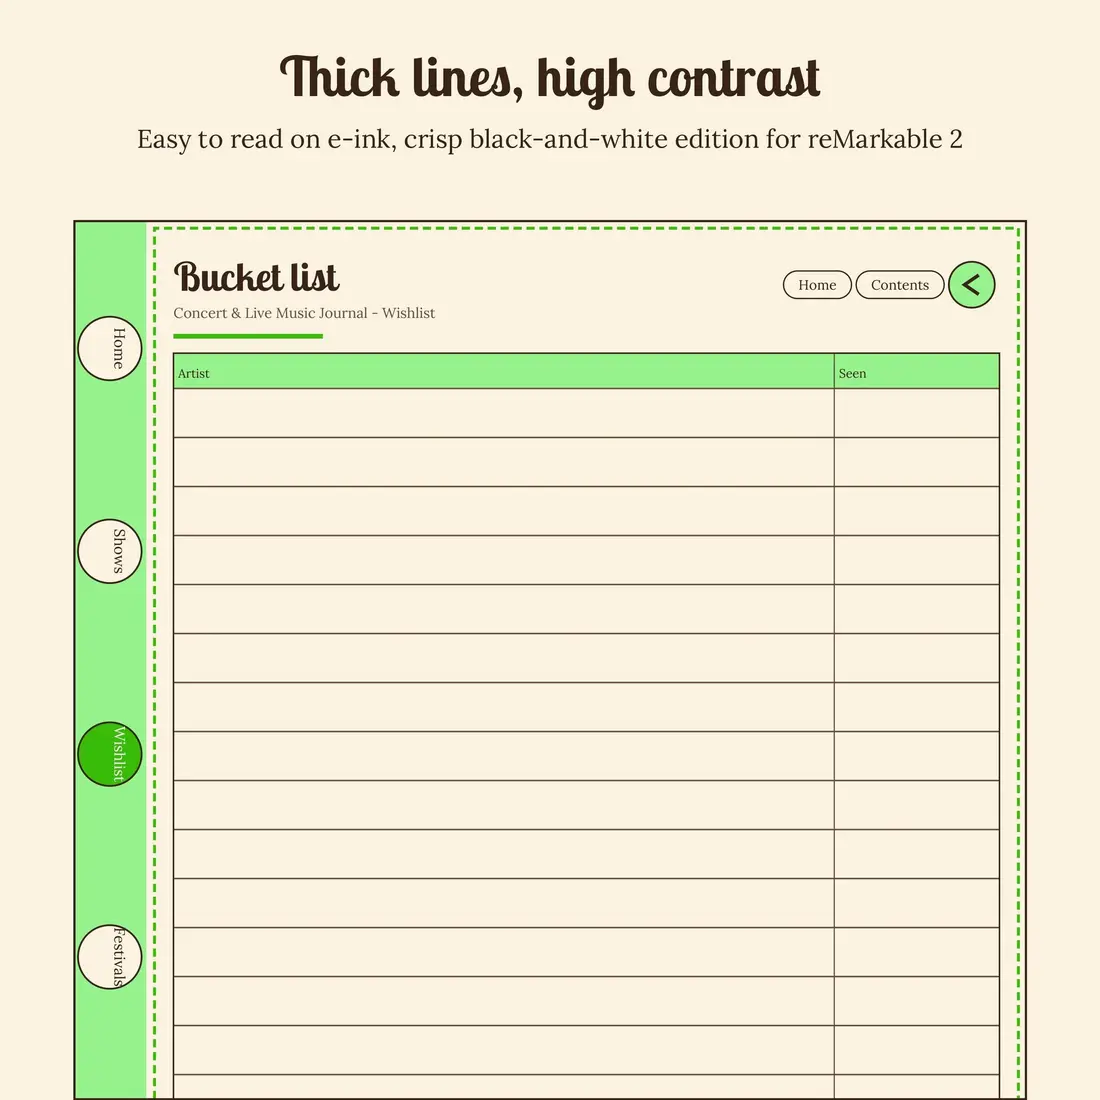 Thick lines, high contrast
Easy to read on e-ink, crisp black-and-white edition for reMarkable 2
Bucket list
Home
Contents
Concert & Live Music Journal - Wishlist
Home
Artist
Seen
Shows
Wishlist
Festivals